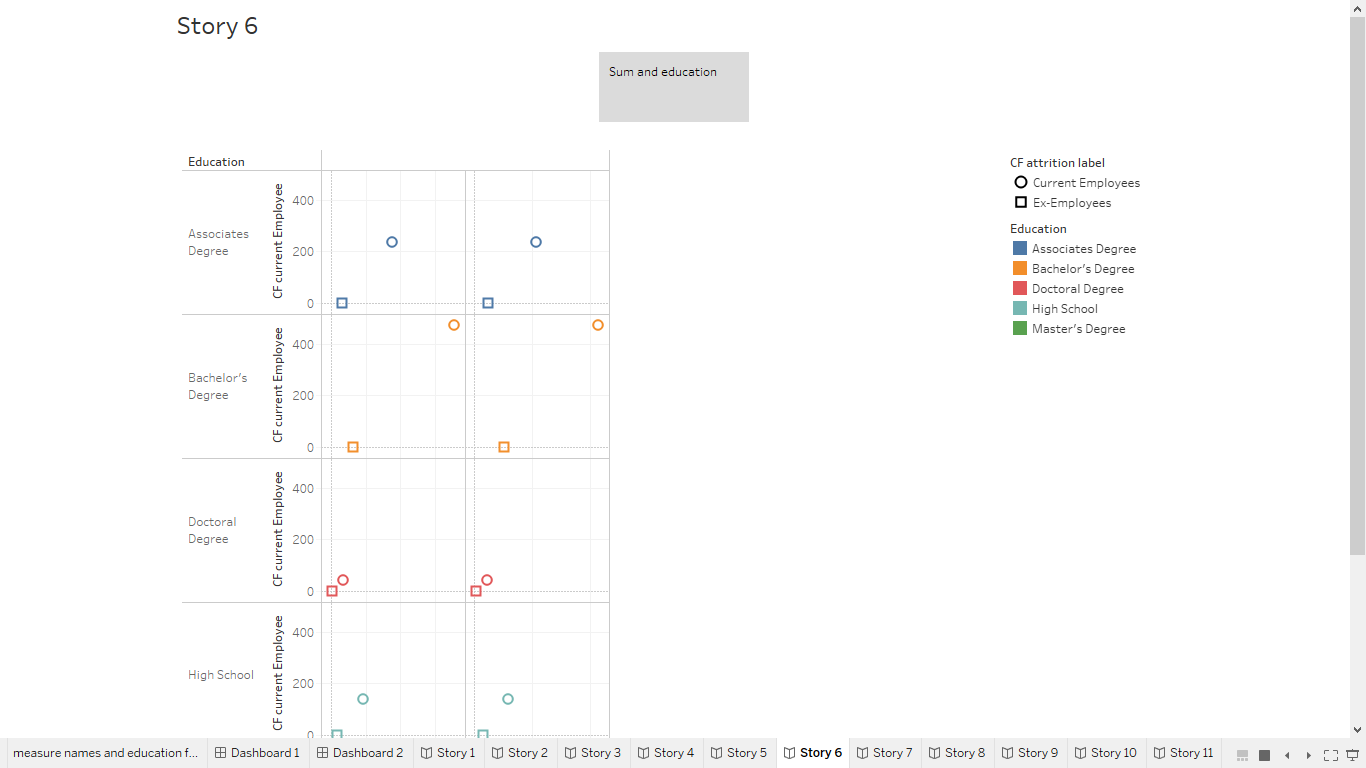 Story 6
Sum and education
Education
Associates
Degree
CF current Employee
400
200
0
Bachelor's
Degree
CF current Employee
400
200
0
Doctoral
Degree
CF current Employee
400
200
0
High School
CF current Employee
400
200
0
CF attrition label
Current Employees
Ex-Employees
Education
Associates Degree
Bachelor's Degree
Doctoral Degree
High School
Master's Degree
measure names and education f...
Dashboard 1
Dashboard 2
Story 1
Story 2
Story 3
Story 4
Story 5
Story 6
Story 7
Story 8
Story 9
Story 10
Story 11